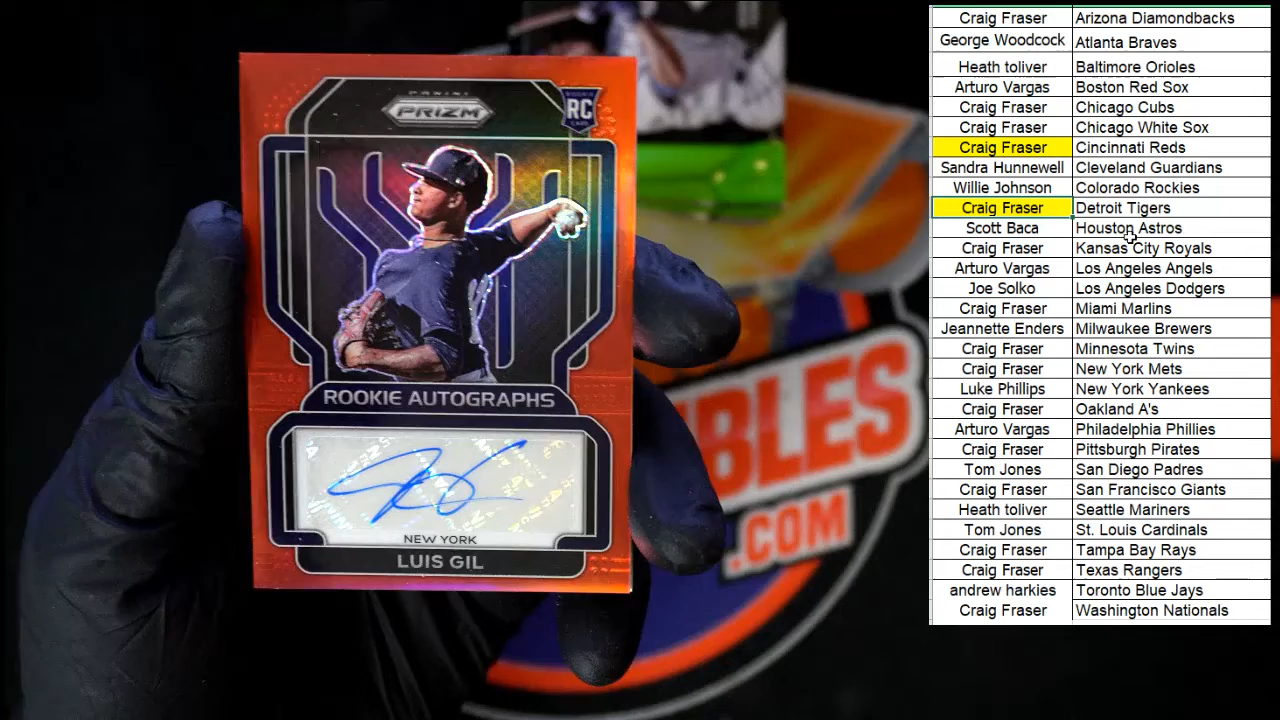 PANINI
PRIZM
ROOKIE
RC
CARD
ROOKIE AUTOGRAPHS
NEW YORK
LUIS GIL
BLES
.COM
Craig Fraser Arizona Diamondbacks
George Woodcock Atlanta Braves
Heath toliver Baltimore Orioles
Arturo Vargas Boston Red Sox
Craig Fraser Chicago Cubs
Craig Fraser Chicago White Sox
Craig Fraser Cincinnati Reds
Sandra Hunnewell Cleveland Guardians
Willie Johnson Colorado Rockies
Craig Fraser Detroit Tigers
Scott Baca Houston Astros
Craig Fraser Kansas City Royals
Arturo Vargas Los Angeles Angels
Joe Solko Los Angeles Dodgers
Craig Fraser Miami Marlins
Jeannette Enders Milwaukee Brewers
Craig Fraser Minnesota Twins
Craig Fraser New York Mets
Luke Phillips New York Yankees
Craig Fraser Oakland A's
Arturo Vargas Philadelphia Phillies
Craig Fraser Pittsburgh Pirates
Tom Jones San Diego Padres
Craig Fraser San Francisco Giants
Heath toliver Seattle Mariners
Tom Jones St. Louis Cardinals
Craig Fraser Tampa Bay Rays
Craig Fraser Texas Rangers
andrew harkies Toronto Blue Jays
Craig Fraser Washington Nationals